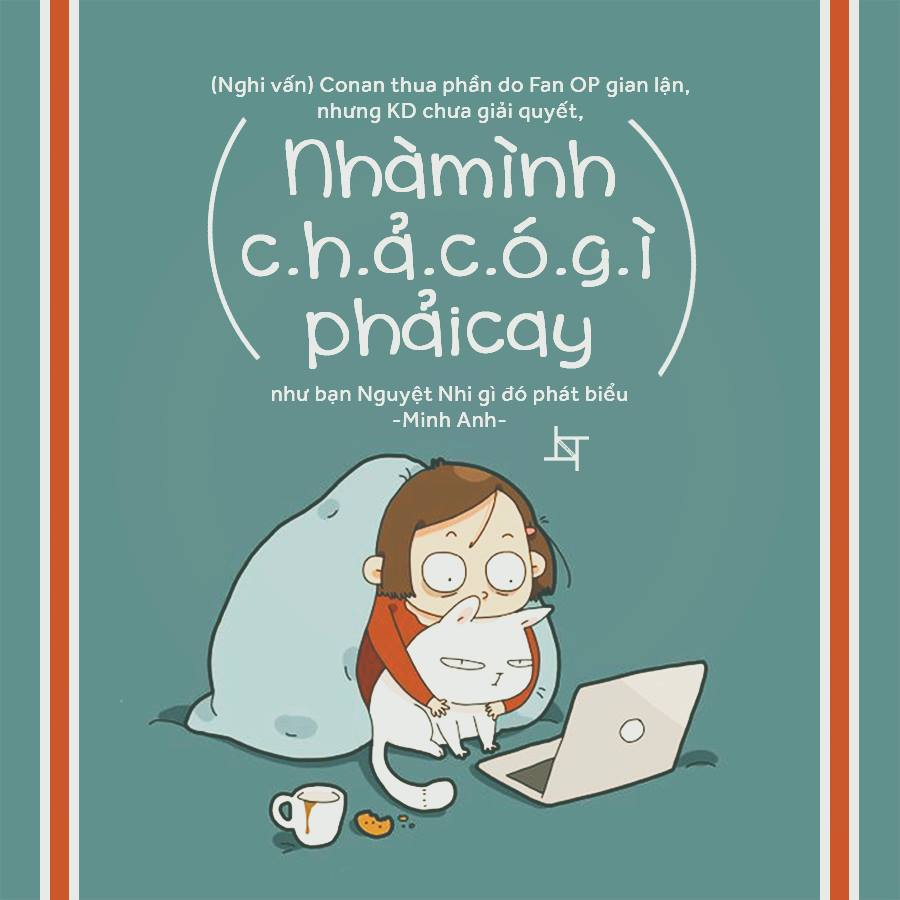 (Nghi vấn) Conan thua phần do Fan OP gian lận,
nhưng KD chưa giải quyết,
Nhàmình
c.h.ả.c.ó.g.ì
phảicay
như bạn Nguyệt Nhi gì đó phát biểu
-Minh Anh-